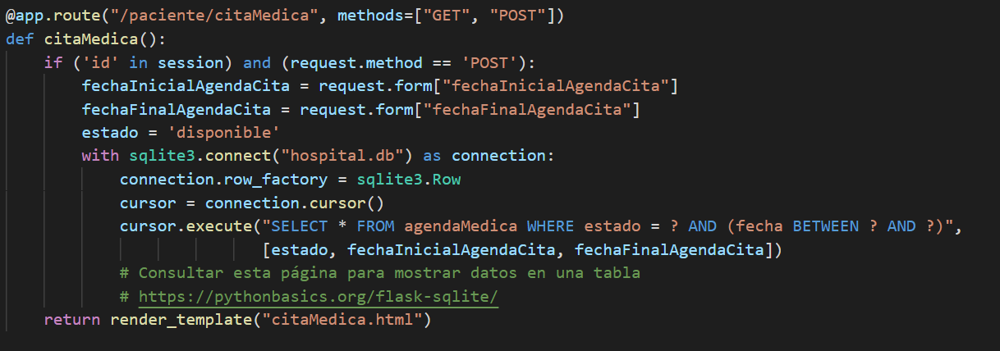 @app.route("/paciente/citaMedica", methods=["GET", "POST"])
def citaMedica():
    if ('id' in session) and (request.method == 'POST'):
        fechaInicialAgendaCita = request.form["fechaInicialAgendaCita"]
        fechaFinalAgendaCita = request.form["fechaFinalAgendaCita"]
        estado = 'disponible'
        with sqlite3.connect("hospital.db") as connection:
            connection.row_factory = sqlite3.Row
            cursor = connection.cursor()
            cursor.execute("SELECT * FROM agendaMedica WHERE estado = ? AND (fecha BETWEEN ? AND ?)",
                           [estado, fechaInicialAgendaCita, fechaFinalAgendaCita])
            # Consultar esta página para mostrar datos en una tabla
            # https://pythonbasics.org/flask-sqlite/
    return render_template("citaMedica.html")